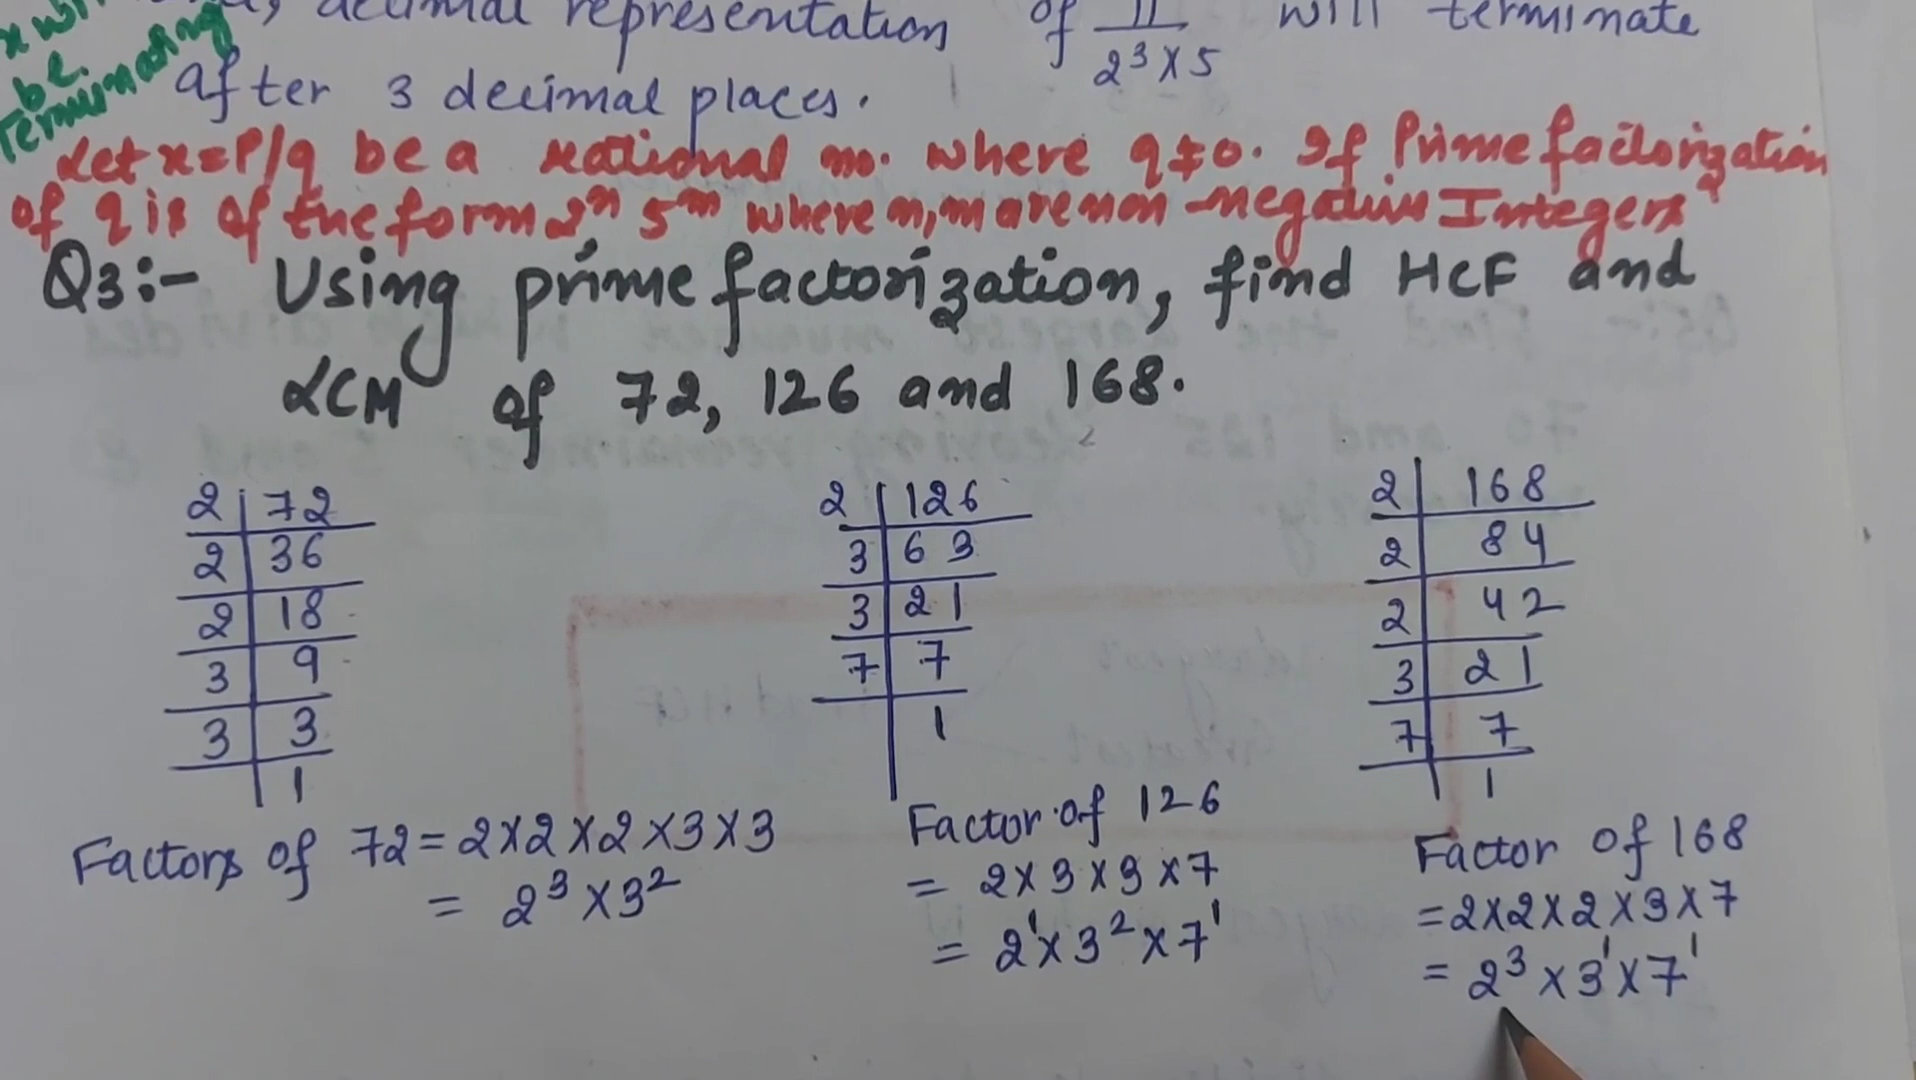 decimal representation of 11/2³×5 will terminate
after 3 decimal places.
x will
be
Terminating
Let x=P/q be a rational no. where q≠0. If Prime factorization
of q is of the form 2ⁿ 5ᵐ where n,m are non-negative Integers
Q3:- Using prime factorization, find HCF and
LCM of 72, 126 and 168.
2 | 72
2 | 36
2 | 18
3 | 9
3 | 3
1
Factors of 72 = 2×2×2×3×3
= 2³×3²
2 | 126
3 | 63
3 | 21
7 | 7
1
Factor of 126
= 2×3×3×7
= 2¹×3²×7¹
2 | 168
2 | 84
2 | 42
3 | 21
7 | 7
1
Factor of 168
=2×2×2×3×7
= 2³×3¹×7¹